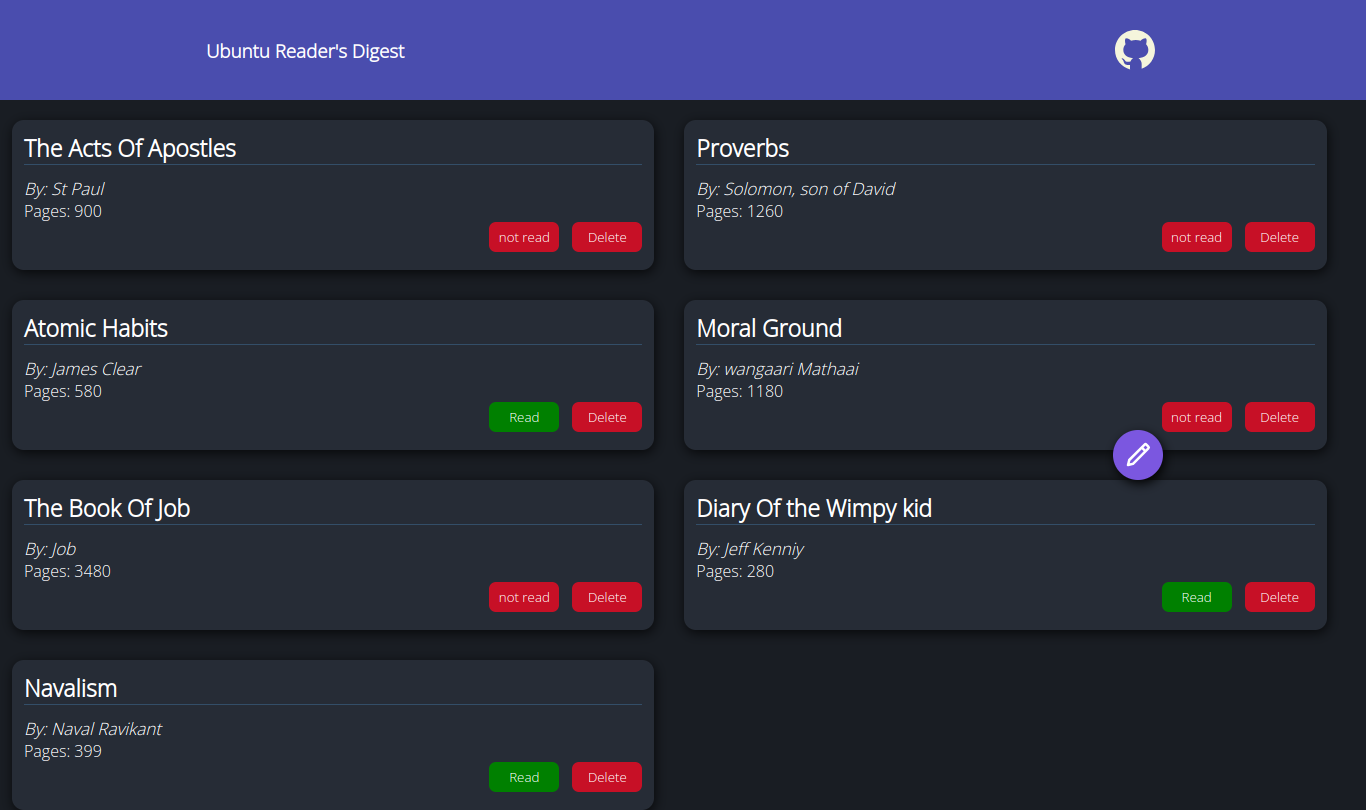 Ubuntu Reader's Digest
The Acts Of Apostles
By: St Paul
Pages: 900
not read Delete
Proverbs
By: Solomon, son of David
Pages: 1260
not read Delete
Atomic Habits
By: James Clear
Pages: 580
Read Delete
Moral Ground
By: wangaari Mathaai
Pages: 1180
not read Delete
The Book Of Job
By: Job
Pages: 3480
not read Delete
Diary Of the Wimpy kid
By: Jeff Kenniy
Pages: 280
Read Delete
Navalism
By: Naval Ravikant
Pages: 399
Read Delete